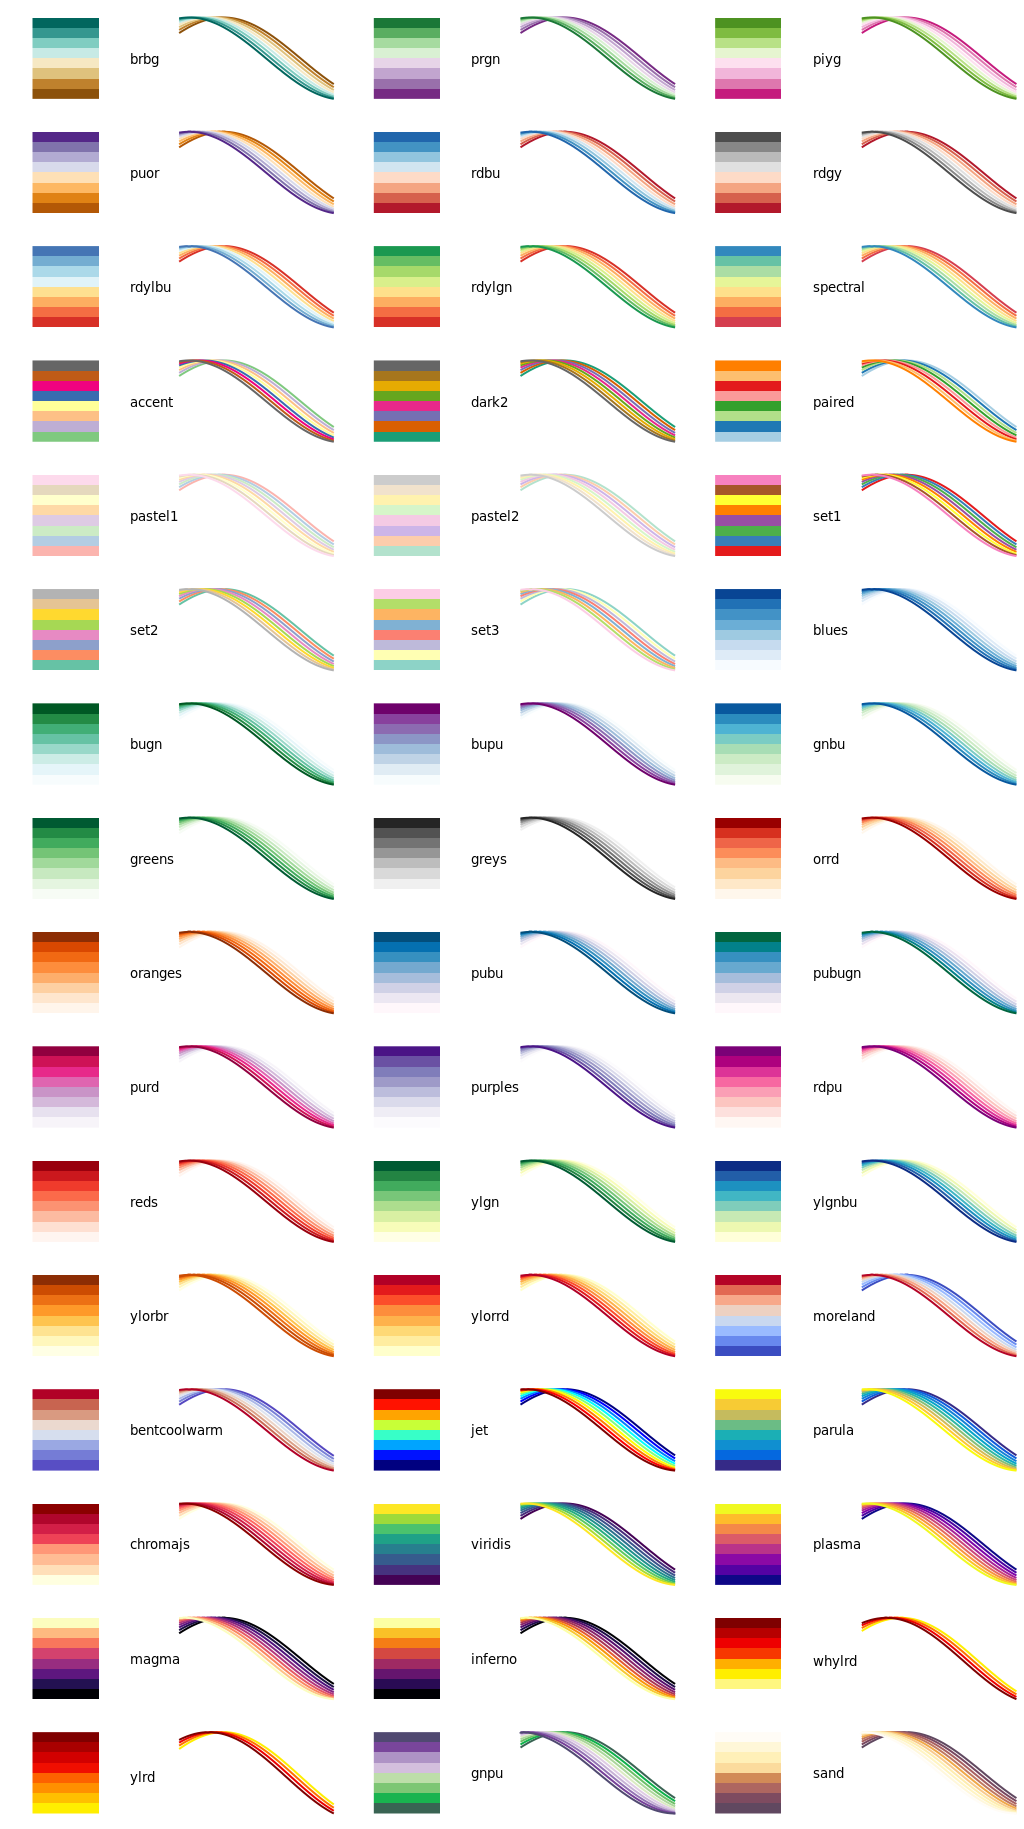 brbg
prgn
piyg
puor
rdbu
rdgy
rdylbu
rdylgn
spectral
accent
dark2
paired
pastel1
pastel2
set1
set2
set3
blues
bugn
bupu
gnbu
greens
greys
orrd
oranges
pubu
pubugn
purd
purples
rdpu
reds
ylgn
ylgnbu
ylorbr
ylorrd
moreland
bentcoolwarm
jet
parula
chromajs
viridis
plasma
magma
inferno
whylrd
ylrd
gnpu
sand